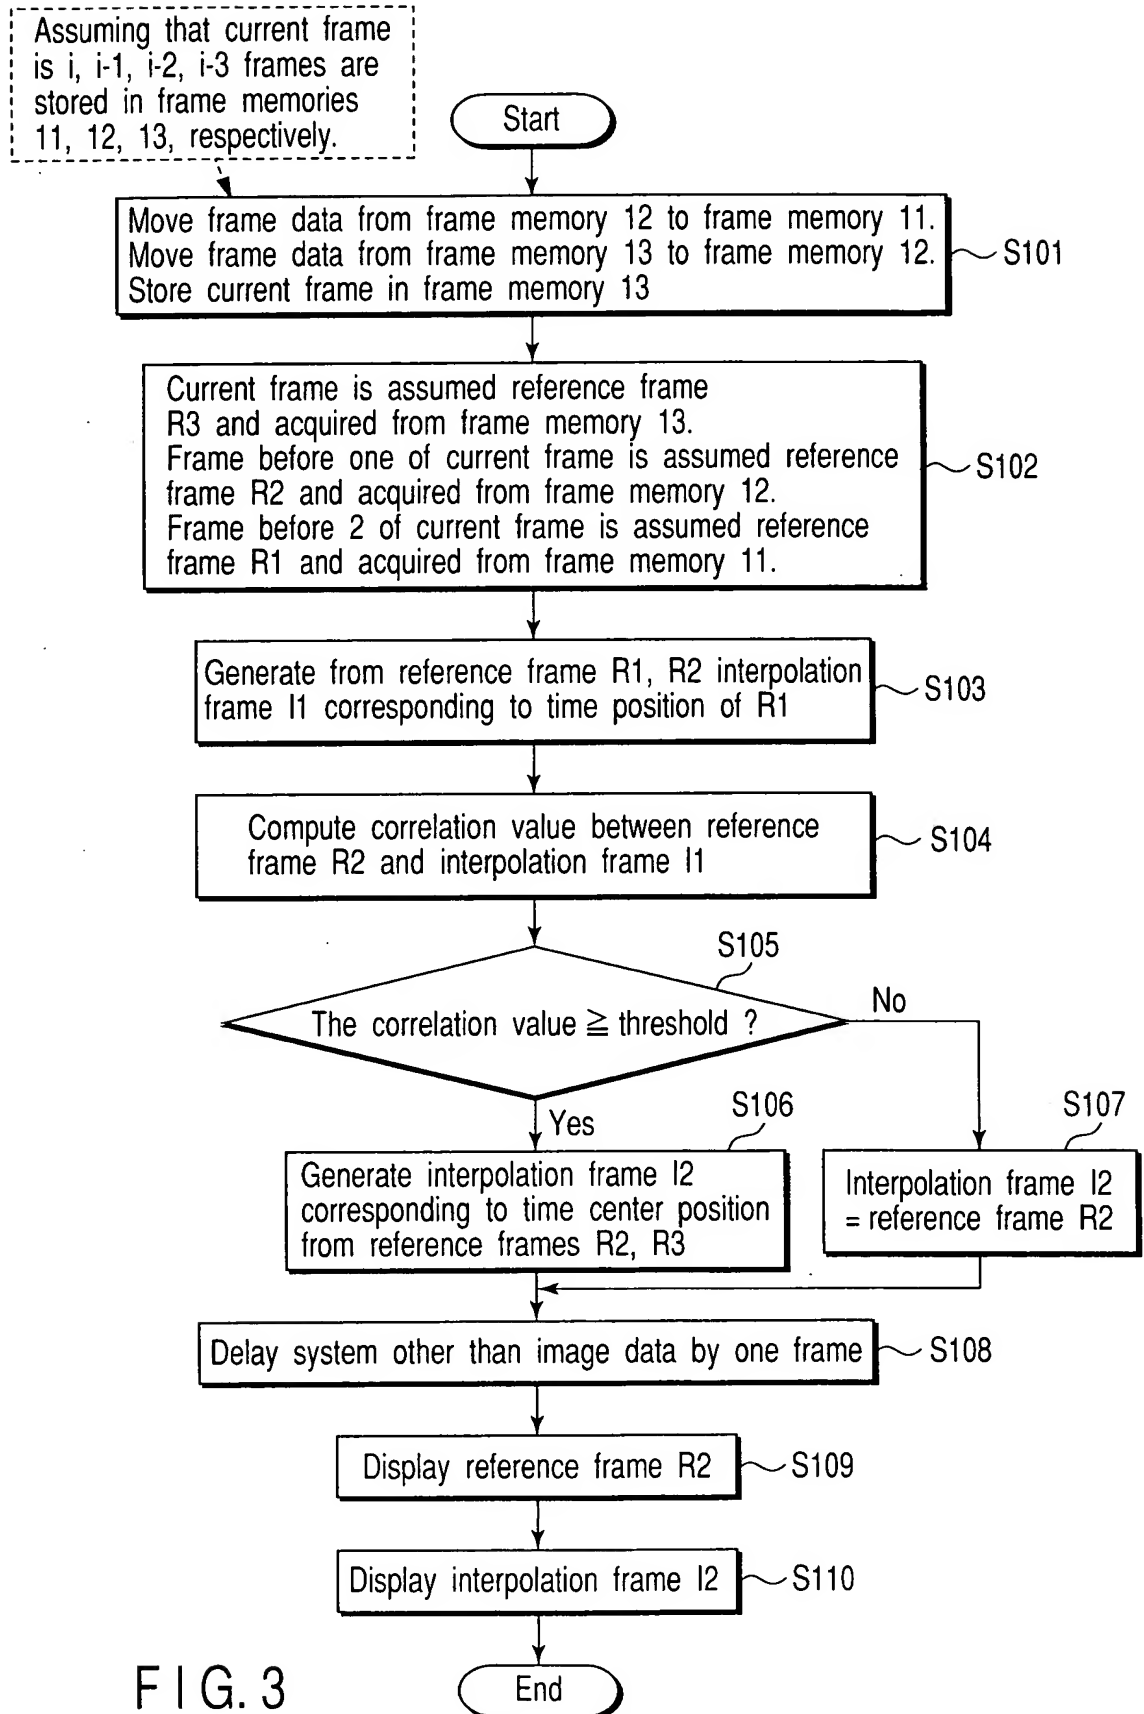 Assuming that current frame
is i, i-1, i-2, i-3 frames are
stored in frame memories
11, 12, 13, respectively.
Start
Move frame data from frame memory 12 to frame memory 11.
Move frame data from frame memory 13 to frame memory 12.
Store current frame in frame memory 13
S101
Current frame is assumed reference frame
R3 and acquired from frame memory 13.
Frame before one of current frame is assumed reference
frame R2 and acquired from frame memory 12.
Frame before 2 of current frame is assumed reference
frame R1 and acquired from frame memory 11.
S102
Generate from reference frame R1, R2 interpolation
frame I1 corresponding to time position of R1
S103
Compute correlation value between reference
frame R2 and interpolation frame I1
S104
S105
The correlation value ≧ threshold ?
No
Yes
S106
Generate interpolation frame I2
corresponding to time center position
from reference frames R2, R3
S107
Interpolation frame I2
= reference frame R2
Delay system other than image data by one frame
S108
Display reference frame R2
S109
Display interpolation frame I2
S110
End
FIG. 3